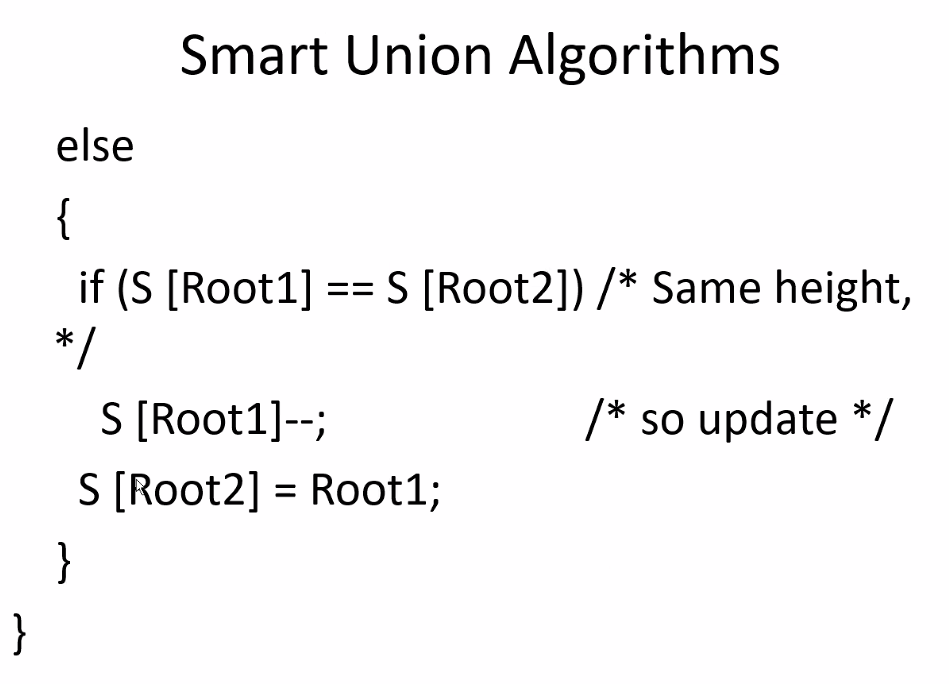 Smart Union Algorithms
else
{
if (S [Root1] == S [Root2]) /* Same height,
*/
S [Root1]--; /* so update */
S [Root2] = Root1;
}
}